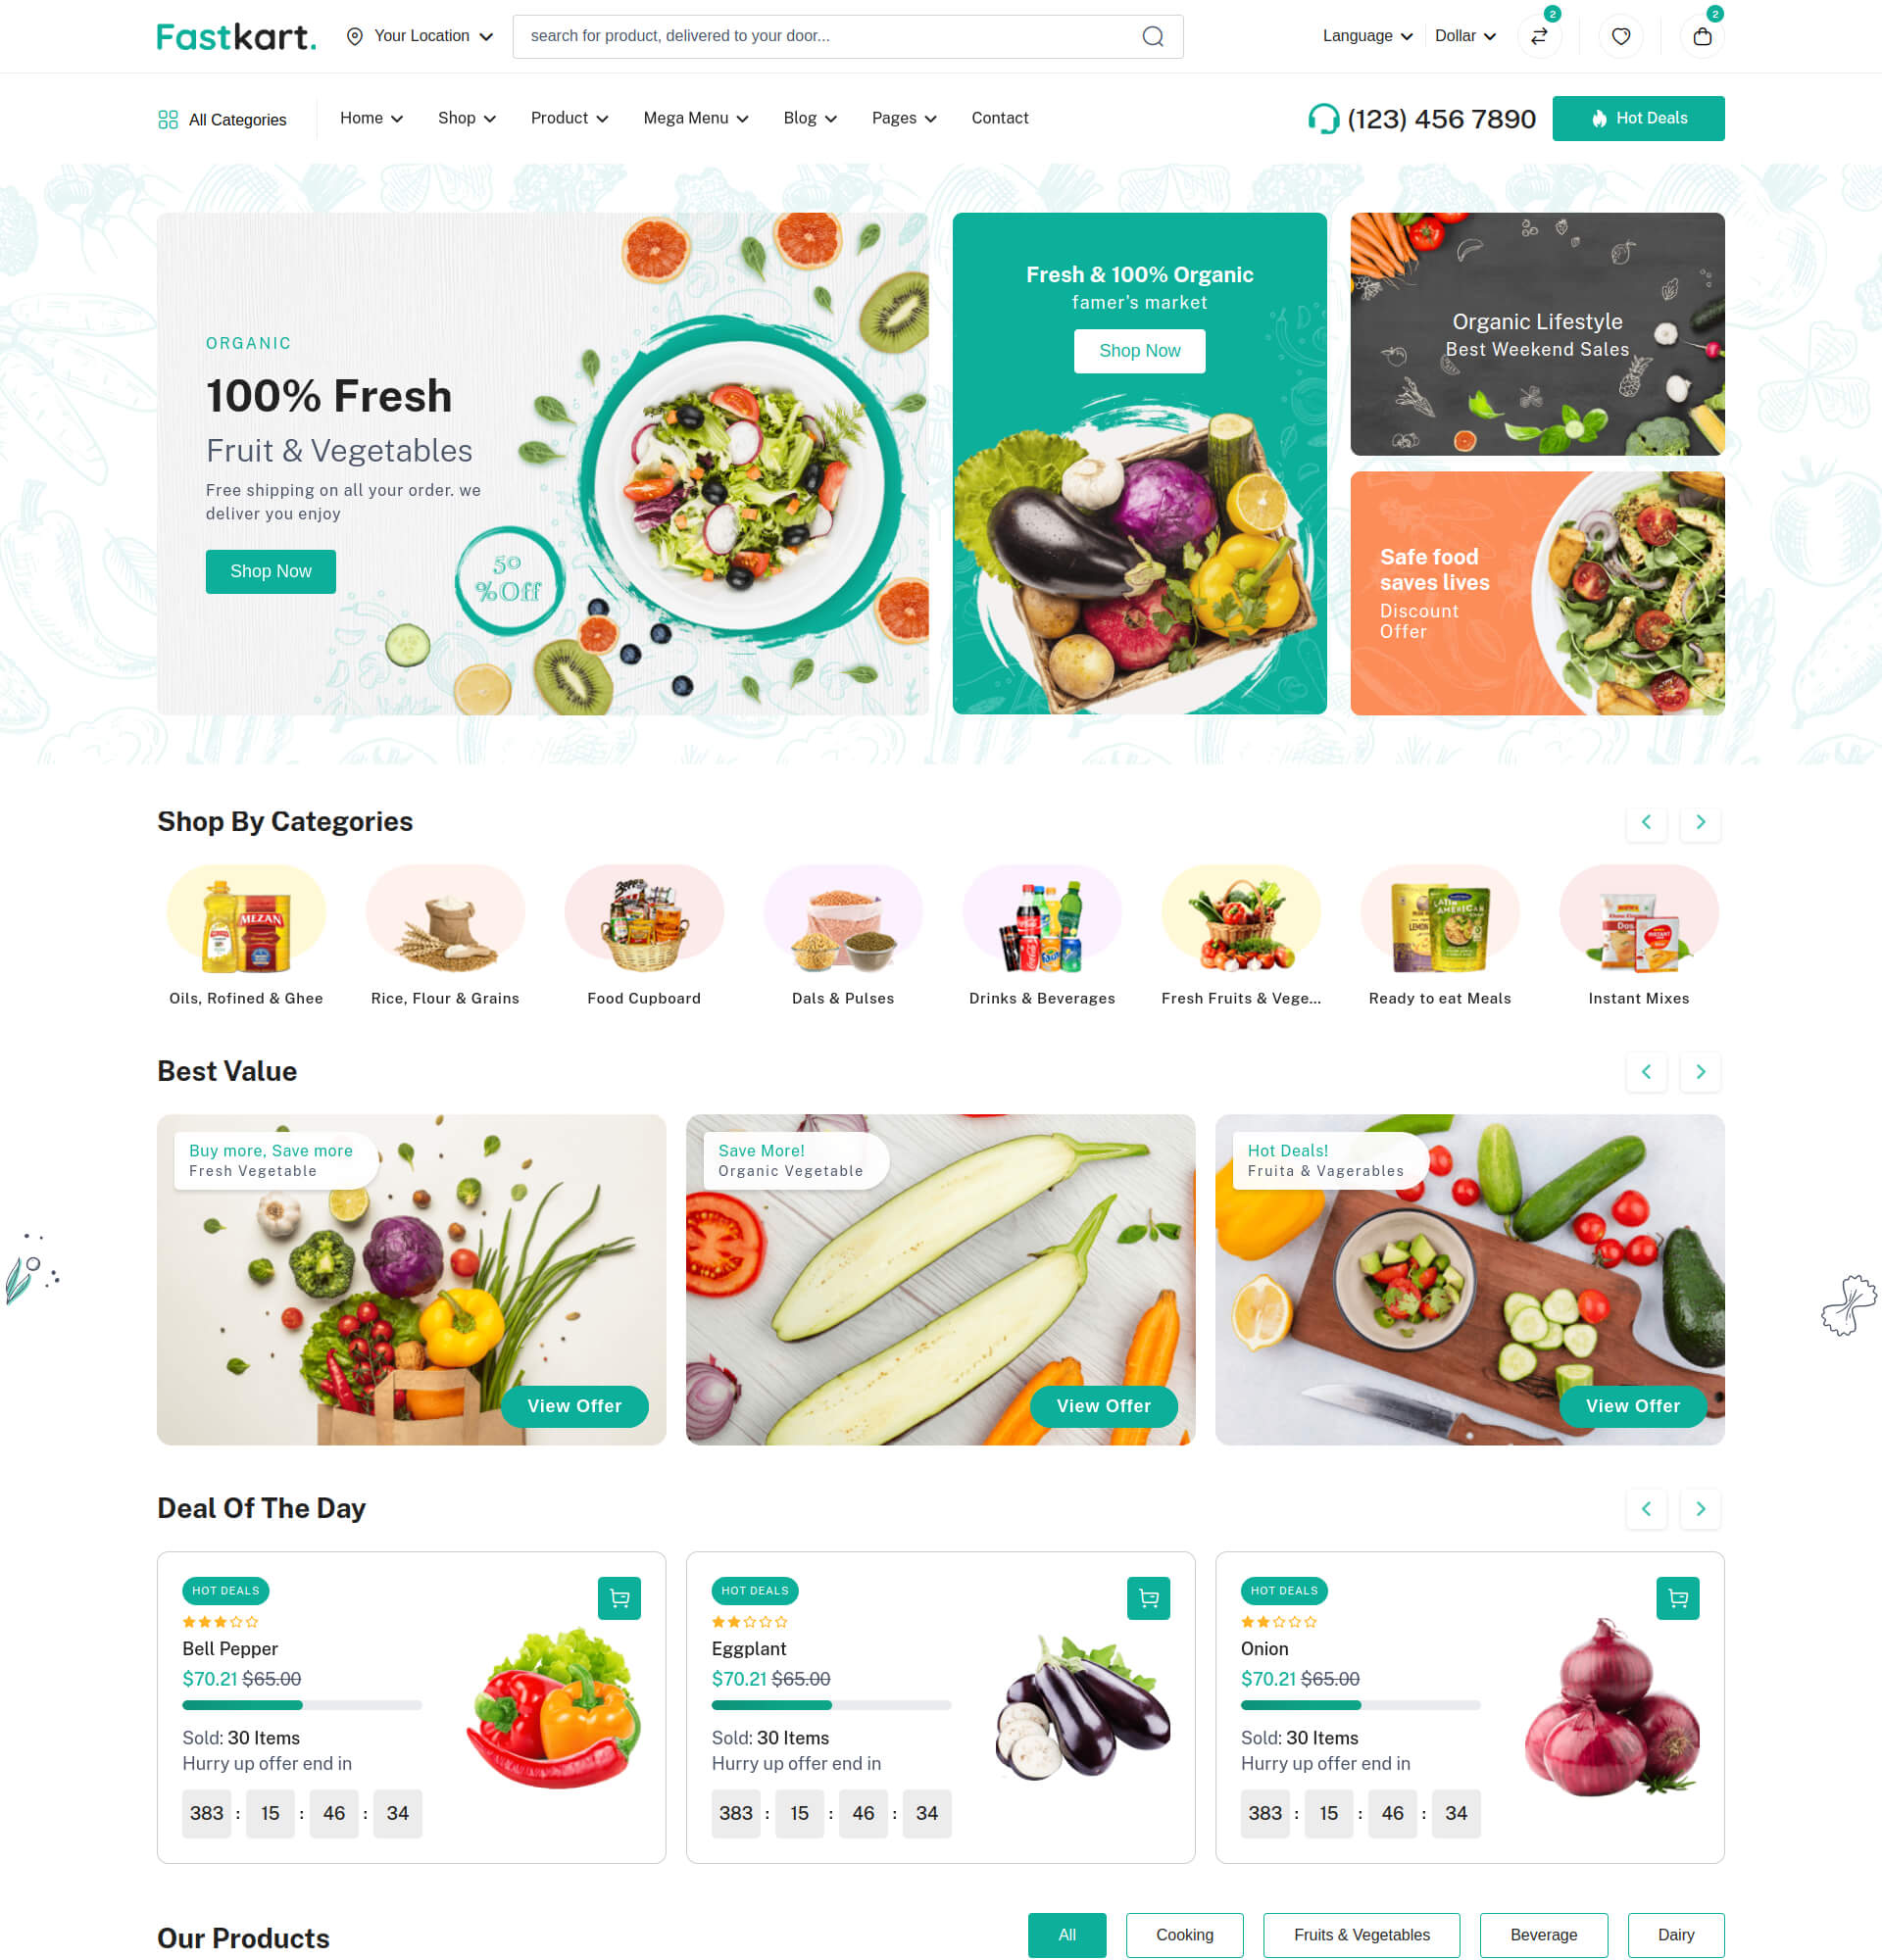 Fastkart.
Your Location
search for product, delivered to your door...
Language
Dollar
2
2
All Categories
Home
Shop
Product
Mega Menu
Blog
Pages
Contact
(123) 456 7890
Hot Deals
ORGANIC
100% Fresh
Fruit & Vegetables
Free shipping on all your order. we
deliver you enjoy
Shop Now
50
%Off
Fresh & 100% Organic
famer's market
Shop Now
Organic Lifestyle
Best Weekend Sales
Safe food
saves lives
Discount
Offer
Shop By Categories
MEZAN
Oils, Rofined & Ghee
Rice, Flour & Grains
Food Cupboard
Dals & Pulses
Drinks & Beverages
Fresh Fruits & Vege...
Ready to eat Meals
Instant Mixes
Best Value
Buy more, Save more
Fresh Vegetable
View Offer
Save More!
Organic Vegetable
View Offer
Hot Deals!
Fruita & Vagerables
View Offer
Deal Of The Day
HOT DEALS
Bell Pepper
$70.21 $65.00
Sold: 30 Items
Hurry up offer end in
383 : 15 : 46 : 34
HOT DEALS
Eggplant
$70.21 $65.00
Sold: 30 Items
Hurry up offer end in
383 : 15 : 46 : 34
HOT DEALS
Onion
$70.21 $65.00
Sold: 30 Items
Hurry up offer end in
383 : 15 : 46 : 34
Our Products
All
Cooking
Fruits & Vegetables
Beverage
Dairy